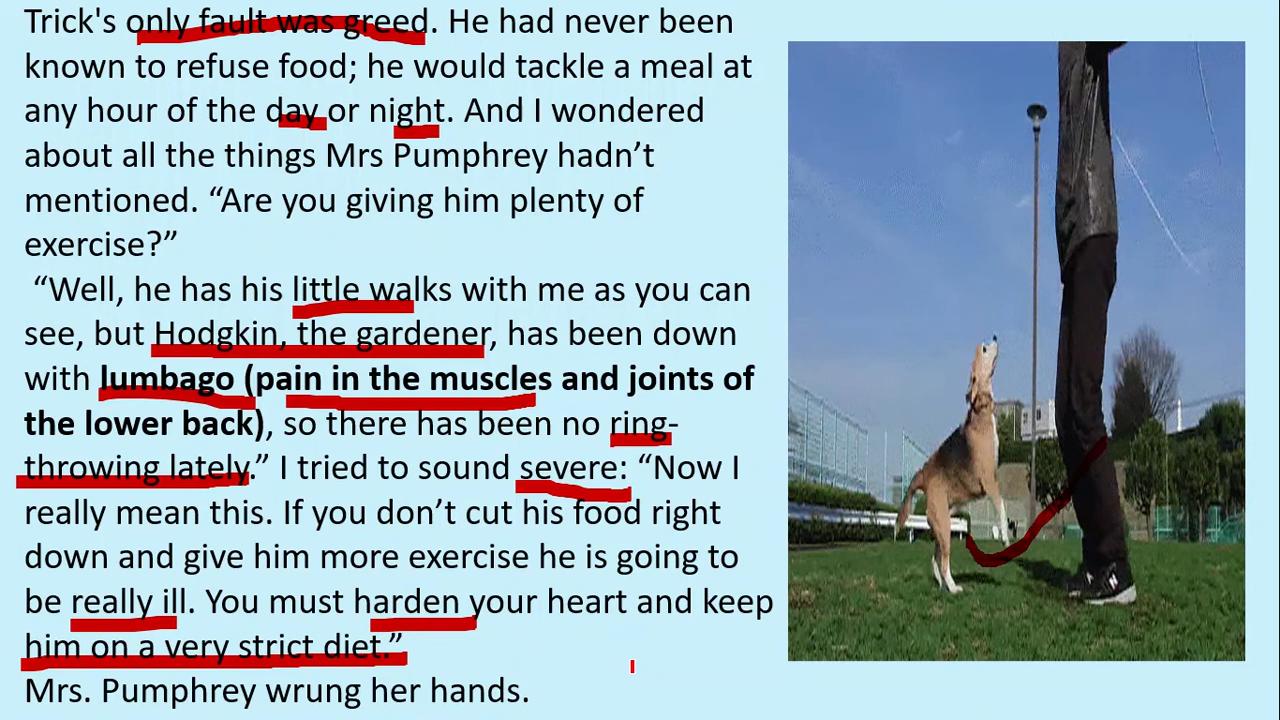 Trick's only fault was greed. He had never been
known to refuse food; he would tackle a meal at
any hour of the day or night. And I wondered
about all the things Mrs Pumphrey hadn’t
mentioned. “Are you giving him plenty of
exercise?”
“Well, he has his little walks with me as you can
see, but Hodgkin, the gardener, has been down
with lumbago (pain in the muscles and joints of
the lower back), so there has been no ring-
throwing lately.” I tried to sound severe: “Now I
really mean this. If you don’t cut his food right
down and give him more exercise he is going to
be really ill. You must harden your heart and keep
him on a very strict diet.”
Mrs. Pumphrey wrung her hands.